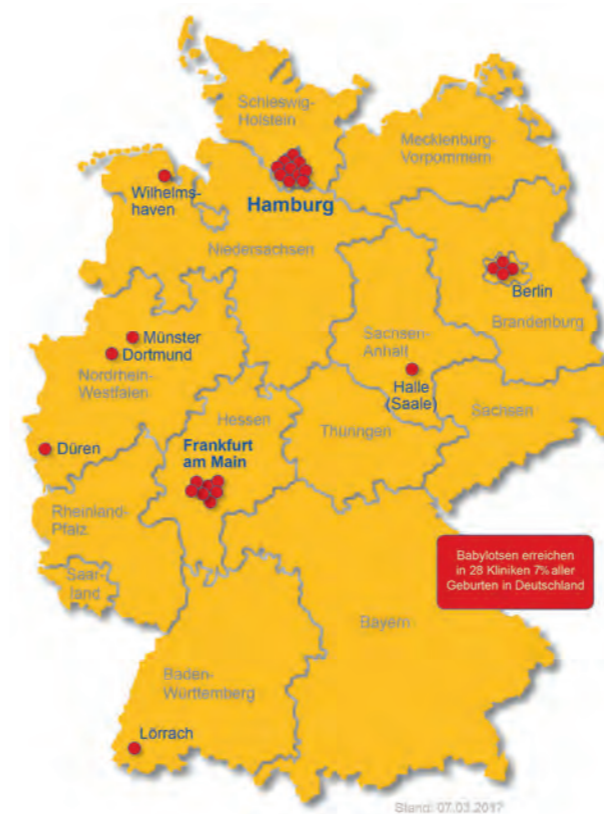 Schleswig-
Holstein
Mecklenburg-
Vorpommern
Wilhelms-
haven
Hamburg
Niedersachsen
Berlin
Brandenburg
Münster
Dortmund
Nordrhein-
Westfalen
Sachsen-
Anhalt
Halle
(Saale)
Sachsen
Hessen
Thüringen
Düren
Frankfurt
am Main
Rheinland-
Pfalz
Saar-
land
Babylotsen erreichen
in 28 Kliniken 7% aller
Geburten in Deutschland
Bayern
Baden-
Württemberg
Lörrach
Stand: 07.03.2017